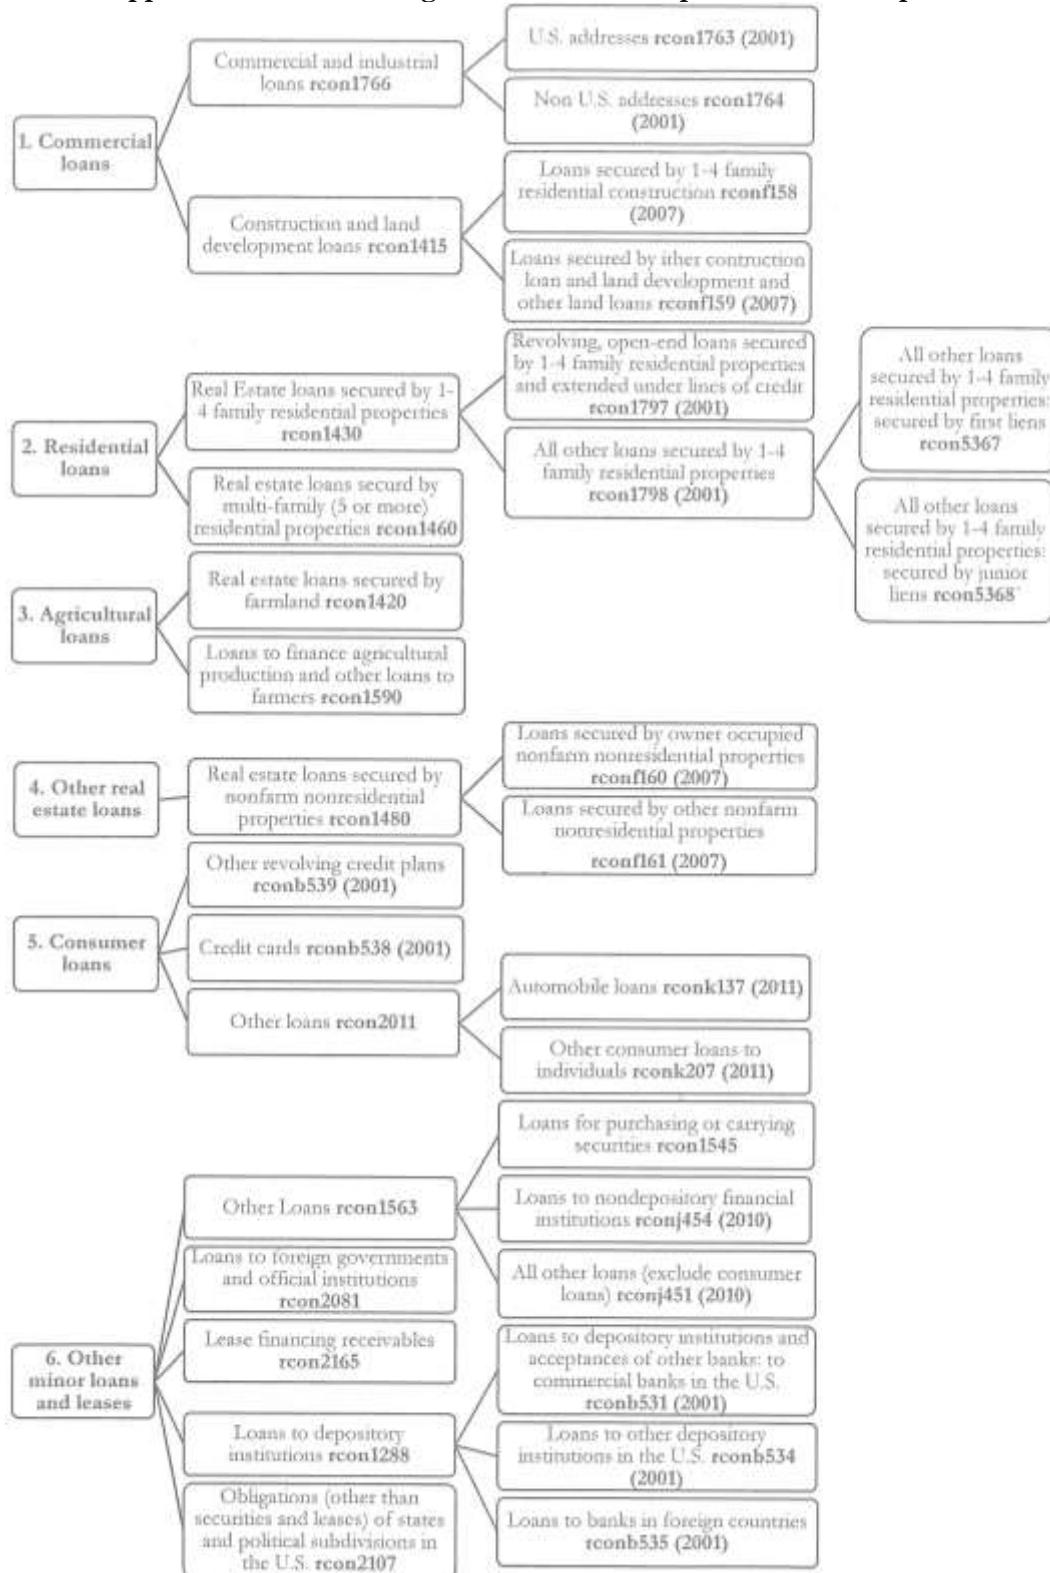 U.S. addresses rcon1763 (2001)
Commercial and industrial
loans rcon1766
Non U.S. addresses rcon1764
(2001)
1. Commercial
loans
Loans secured by 1-4 family
residential construction rconf158
(2007)
Construction and land
development loans rcon1415
Loans secured by ither contruction
loan and land development and
other land loans rconf159 (2007)
Revolving, open-end loans secured
by 1-4 family residential properties
and extended under lines of credit
rcon1797 (2001)
All other loans
secured by 1-4 family
residential properties:
secured by first liens
rcon5367
Real Estate loans secured by 1-
4 family residential properties
rcon1430
2. Residential
loans
All other loans secured by 1-4
family residential properties
rcon1798 (2001)
Real estate loans secured by
multi-family (5 or more)
residential properties rcon1460
All other loans
secured by 1-4 family
residential properties:
secured by junior
liens rcon5368
Real estate loans secured by
farmland rcon1420
3. Agricultural
loans
Loans to finance agricultural
production and other loans to
farmers rcon1590
Loans secured by owner occupied
nonfarm nonresidential properties
rconf160 (2007)
4. Other real
estate loans
Real estate loans secured by
nonfarm nonresidential
properties rcon1480
Loans secured by other nonfarm
nonresidential properties
rconf161 (2007)
Other revolving credit plans
rconb539 (2001)
5. Consumer
loans
Credit cards rconb538 (2001)
Automobile loans rconk137 (2011)
Other loans rcon2011
Other consumer loans to
individuals rconk207 (2011)
Loans for purchasing or carrying
securities rcon1545
Other Loans rcon1563
Loans to nondepository financial
institutions rconj454 (2010)
Loans to foreign governments
and official institutions
rcon2081
All other loans (exclude consumer
loans) rconj451 (2010)
Lease financing receivables
rcon2165
6. Other
minor loans
and leases
Loans to depository institutions and
acceptances of other banks: to
commercial banks in the U.S.
rconb531 (2001)
Loans to depository
institutions rcon1288
Loans to other depository
institutions in the U.S. rconb534
(2001)
Obligations (other than
securities and leases) of states
and political subdivisions in
the U.S. rcon2107
Loans to banks in foreign countries
rconb535 (2001)